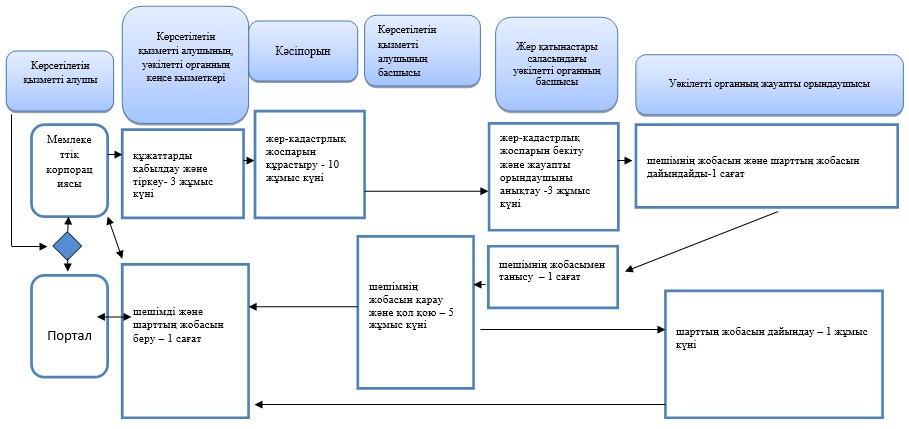 Көрсетілетін
қызметті алушы
Көрсетілетін
қызметті алушының,
уәкілетті органның
кеңсе қызметкері
Кәсіпорын
Көрсетілетін
қызметті
алушының
басшысы
Жер қатынастары
саласындағы
уәкілетті органның
басшысы
Уәкілетті органның жауапты орындаушысы
Мемлеке
ттік
корпорац
иясы
құжаттарды
қабылдау және
тіркеу- 3 жұмыс
күні
жер-кадастрлық
жоспарын
құрастыру - 10
жұмыс күні
жер-кадастрлық
жоспарын бекіту
және жауапты
орындаушыны
анықтау -3 жұмыс
күні
шешімнің жобасын және шарттың жобасын
дайындайды-1 сағат
Портал
шешімді және
шарттың жобасын
беру – 1 сағат
шешімнің
жобасын қарау
және қол қою – 5
жұмыс күні
шешімнің жобасымен
танысу – 1 сағат
шарттың жобасын дайындау – 1 жұмыс
күні